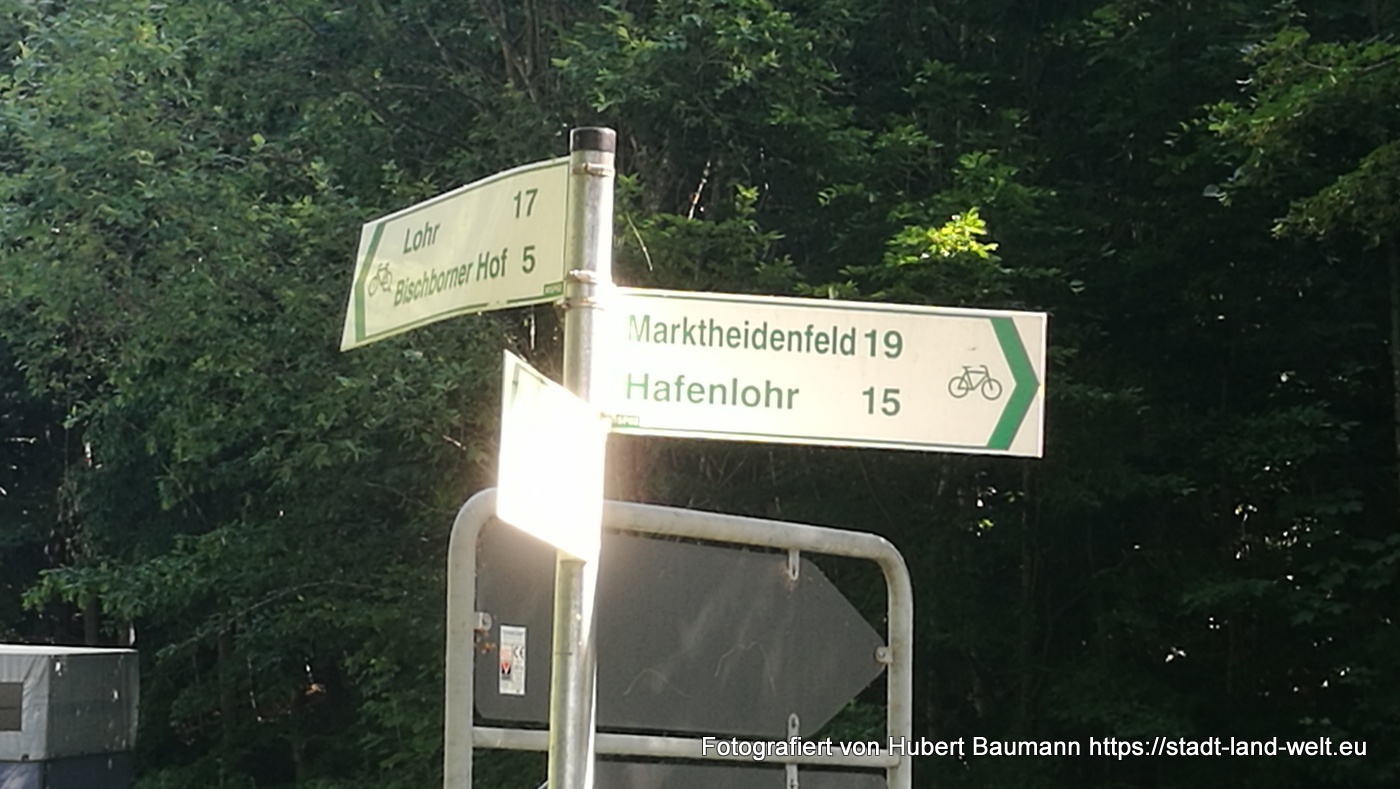 Lohr 17
Bischborner Hof 5
Marktheidenfeld 19
Hafenlohr 15
Fotografiert von Hubert Baumann https://stadt-land-welt.eu